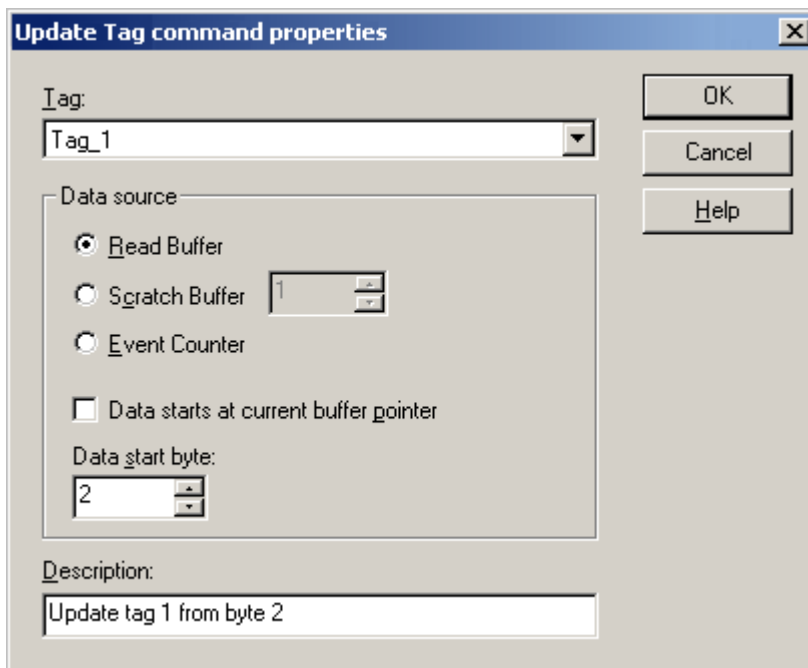 Update Tag command properties
Tag:
Tag_1
OK
Cancel
Help
Data source
Read Buffer
Scratch Buffer 1
Event Counter
Data starts at current buffer pointer
Data start byte:
2
Description:
Update tag 1 from byte 2